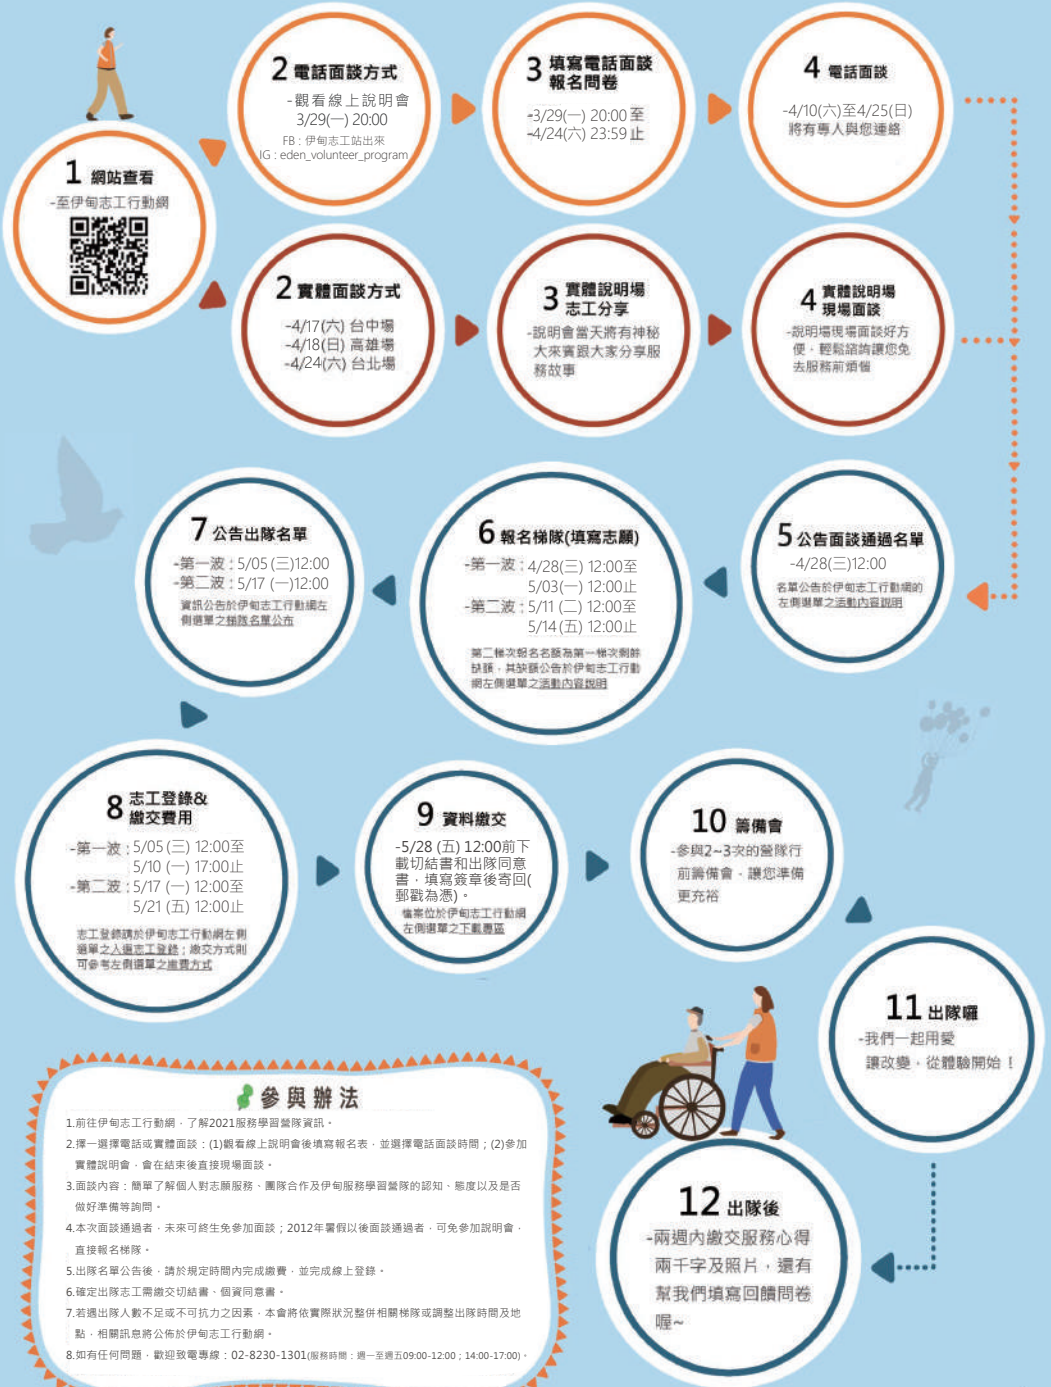 1 網站查看
-至伊甸志工行動網
2 電話面談方式
-觀看線上說明會
3/29(一) 20:00
FB : 伊甸志工站出來
IG : eden_volunteer_program
3 填寫電話面談
報名問卷
-3/29(一) 20:00 至
-4/24(六) 23:59 止
4 電話面談
-4/10(六)至4/25(日)
將有專人與您連絡
2 實體面談方式
-4/17(六) 台中場
-4/18(日) 高雄場
-4/24(六) 台北場
3 實體說明場
志工分享
-說明會當天將有神秘
大來賓跟大家分享服
務故事
4 實體說明場
現場面談
-說明場現場面談好方
便，輕鬆諮詢讓您免
去服務前煩惱
5 公告面談通過名單
-4/28(三)12:00
名單公告於伊甸志工行動網的
左側選單之活動內容說明
6 報名梯隊(填寫志願)
-第一波 : 4/28(三) 12:00至
5/03(一) 12:00止
-第二波 : 5/11 (二) 12:00至
5/14 (五) 12:00止
第二梯次報名名額為第一梯次剩餘
缺額，其缺額公告於伊甸志工行動
網左側選單之活動內容說明
7 公告出隊名單
-第一波 : 5/05 (三)12:00
-第二波 : 5/17 (一)12:00
資訊公告於伊甸志工行動網左
側選單之梯隊名單公布
8 志工登錄&
繳交費用
-第一波 : 5/05 (三) 12:00至
5/10 (一) 17:00止
-第二波 : 5/17 (一) 12:00至
5/21 (五) 12:00止
志工登錄請於伊甸志工行動網左側
選單之入選志工登錄；繳交方式則
可參考左側選單之繳費方式
9 資料繳交
-5/28 (五) 12:00前下
載切結書和出隊同意
書，填寫簽章後寄回(
郵戳為憑)。
檔案位於伊甸志工行動網
左側選單之下載專區
10 籌備會
-參與2~3次的營隊行
前籌備會，讓您準備
更充裕
11 出隊囉
-我們一起用愛
讓改變，從體驗開始！
12 出隊後
-兩週內繳交服務心得
兩千字及照片，還有
幫我們填寫回饋問卷
喔~
參與辦法
1.前往伊甸志工行動網，了解2021服務學習營隊資訊。
2.擇一選擇電話或實體面談：(1)觀看線上說明會後填寫報名表，並選擇電話面談時間；(2)參加
實體說明會，會在結束後直接現場面談。
3.面談內容：簡單了解個人對志願服務、團隊合作及伊甸服務學習營隊的認知、態度以及是否
做好準備等詢問。
4.本次面談通過者，未來可終生免參加面談；2012年暑假以後面談通過者，可免參加說明會，
直接報名梯隊。
5.出隊名單公告後，請於規定時間內完成繳費，並完成線上登錄。
6.確定出隊志工需繳交切結書、個資同意書。
7.若遇出隊人數不足或不可抗力之因素，本會將依實際狀況整併相關梯隊或調整出隊時間及地
點，相關訊息將公佈於伊甸志工行動網。
8.如有任何問題，歡迎致電專線：02-8230-1301(服務時間：週一至週五09:00-12:00；14:00-17:00)。